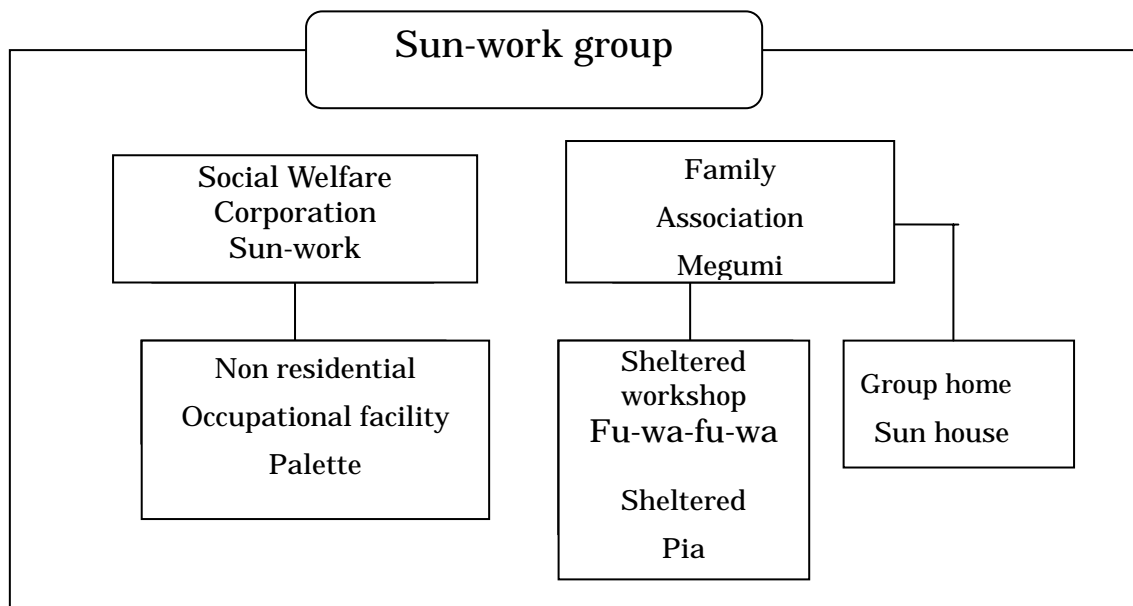 Sun-work group
Social Welfare
Corporation
Sun-work
Family
Association
Megumi
Non residential
Occupational facility
Palette
Sheltered
workshop
Fu-wa-fu-wa
Sheltered
Pia
Group home
Sun house